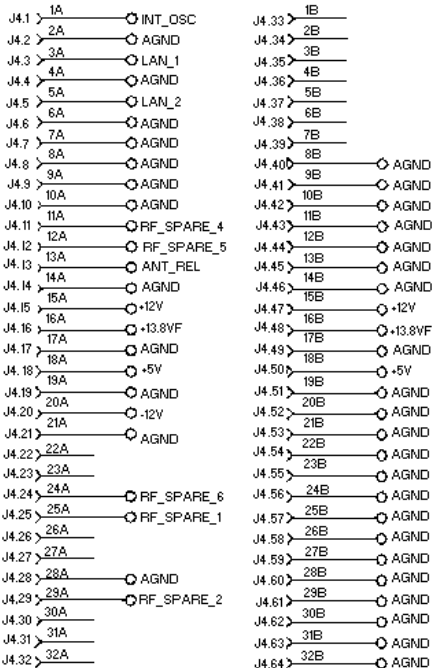 J4.1 1A INT_OSC
J4.2 2A AGND
J4.3 3A LAN_1
J4.4 4A AGND
J4.5 5A LAN_2
J4.6 6A AGND
J4.7 7A AGND
J4.8 8A AGND
J4.9 9A AGND
J4.10 10A AGND
J4.11 11A RF_SPARE_4
J4.12 12A RF_SPARE_5
J4.13 13A ANT_REL
J4.14 14A AGND
J4.15 15A +12V
J4.16 16A +13.8VF
J4.17 17A AGND
J4.18 18A +5V
J4.19 19A AGND
J4.20 20A -12V
J4.21 21A AGND
J4.22 22A
J4.23 23A
J4.24 24A RF_SPARE_6
J4.25 25A RF_SPARE_1
J4.26 26A
J4.27 27A
J4.28 28A AGND
J4,29 29A RF_SPARE_2
J4.30 30A
J4.31 31A
J4.32 32A
J4.33 1B
J4.34 2B
J4.35 3B
J4.36 4B
J4.37 5B
J4.38 6B
J4.39 7B
J4.40 8B AGND
J4.41 9B AGND
J4.42 10B AGND
J4.43 11B AGND
J4.44 12B AGND
J4.45 13B AGND
J4.46 14B AGND
J4.47 15B +12V
J4.48 16B +13.8VF
J4.49 17B AGND
J4.50 18B +5V
J4.51 19B AGND
J4.52 20B AGND
J4.53 21B AGND
J4.54 22B AGND
J4.55 23B AGND
J4.56 24B AGND
J4.57 25B AGND
J4.58 26B AGND
J4.59 27B AGND
J4.60 28B AGND
J4.61 29B AGND
J4.62 30B AGND
J4.63 31B AGND
J4.64 32B AGND